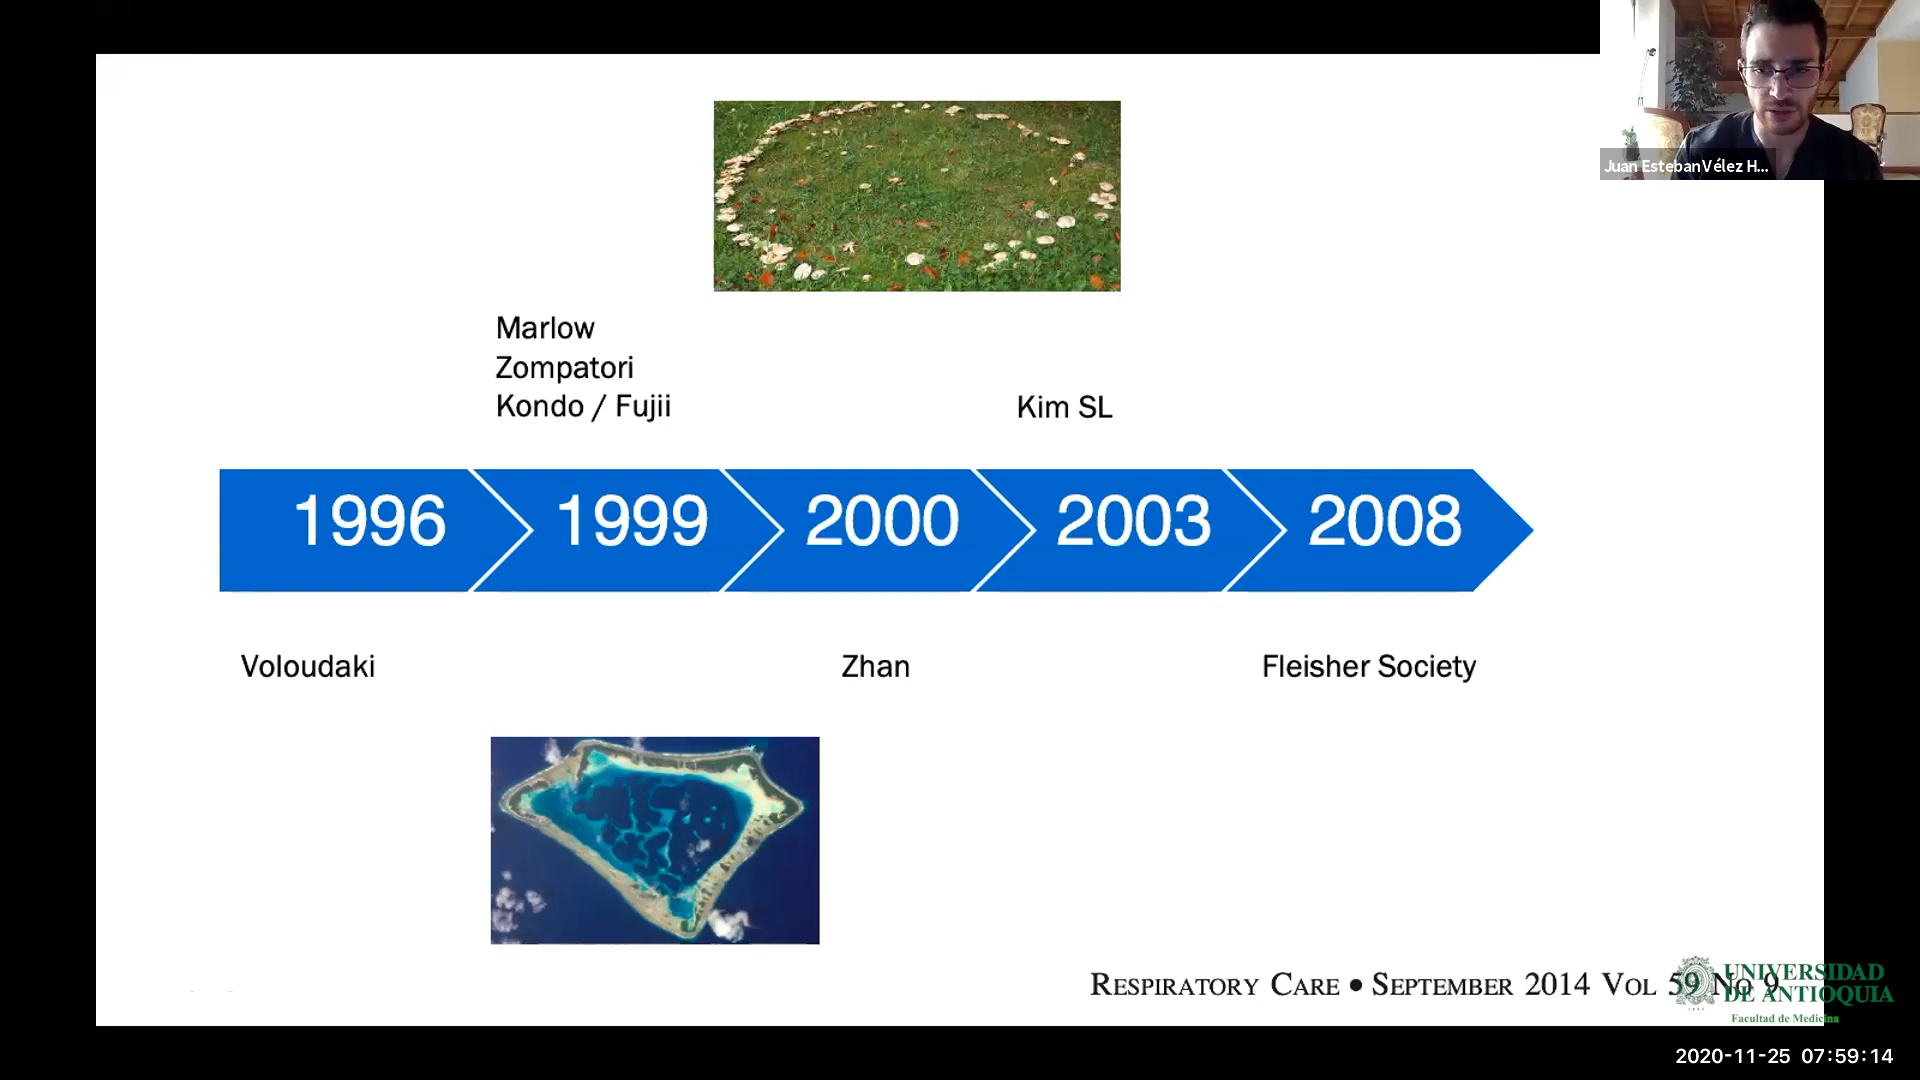 Juan Esteban Vélez H...
Marlow
Zompatori
Kondo / Fujii
Kim SL
1996
1999
2000
2003
2008
Voloudaki
Zhan
Fleisher Society
RESPIRATORY CARE • SEPTEMBER 2014 VOL 59 NO 9
UNIVERSIDAD
DE ANTIOQUIA
Facultad de Medicina
2020-11-25 07:59:14